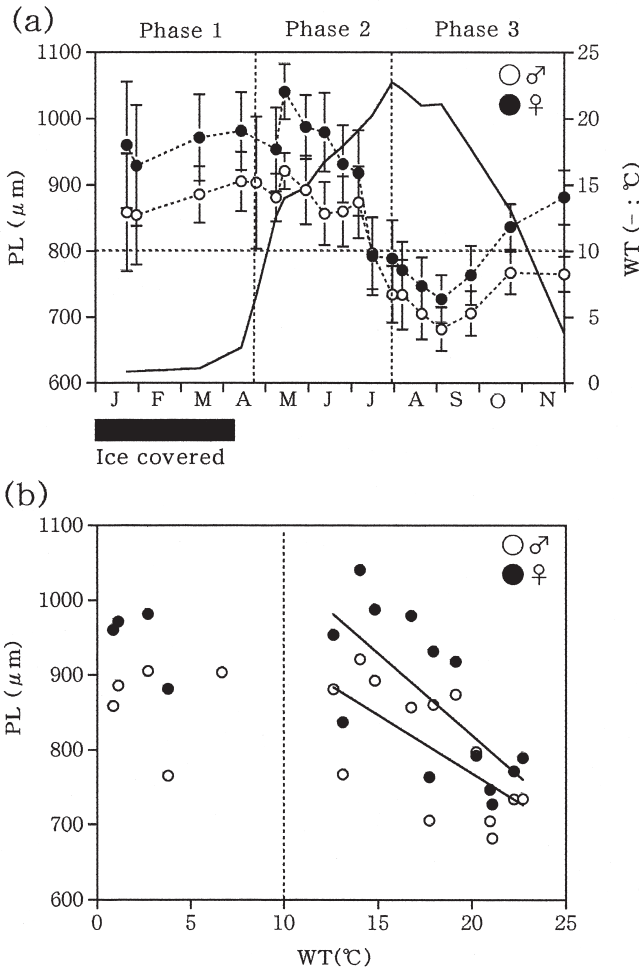 (a)
Phase 1 Phase 2 Phase 3
1100 25
♂
♀
1000 20
900 15
800 10
700 5
600 0
PL (μm)
WT (– : ℃)
J F M A M J J A S O N
Ice covered
(b)
1100
♂
♀
1000
900
800
700
600
PL (μm)
0 5 10 15 20 25
WT(℃)